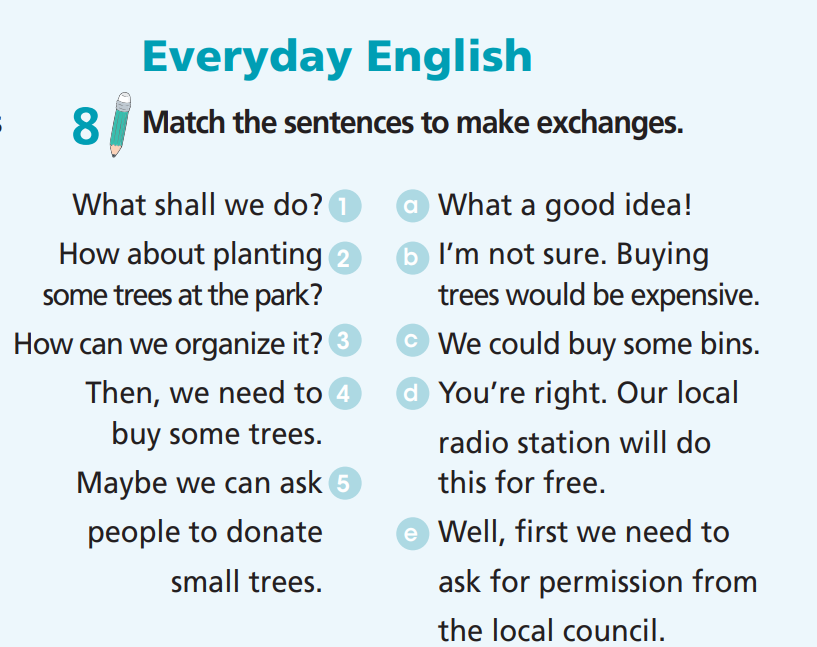 Everyday English
s
8 Match the sentences to make exchanges.
What shall we do? 1
How about planting 2
some trees at the park?
How can we organize it? 3
Then, we need to 4
buy some trees.
Maybe we can ask 5
people to donate
small trees.
a What a good idea!
b I'm not sure. Buying
trees would be expensive.
c We could buy some bins.
d You're right. Our local
radio station will do
this for free.
e Well, first we need to
ask for permission from
the local council.